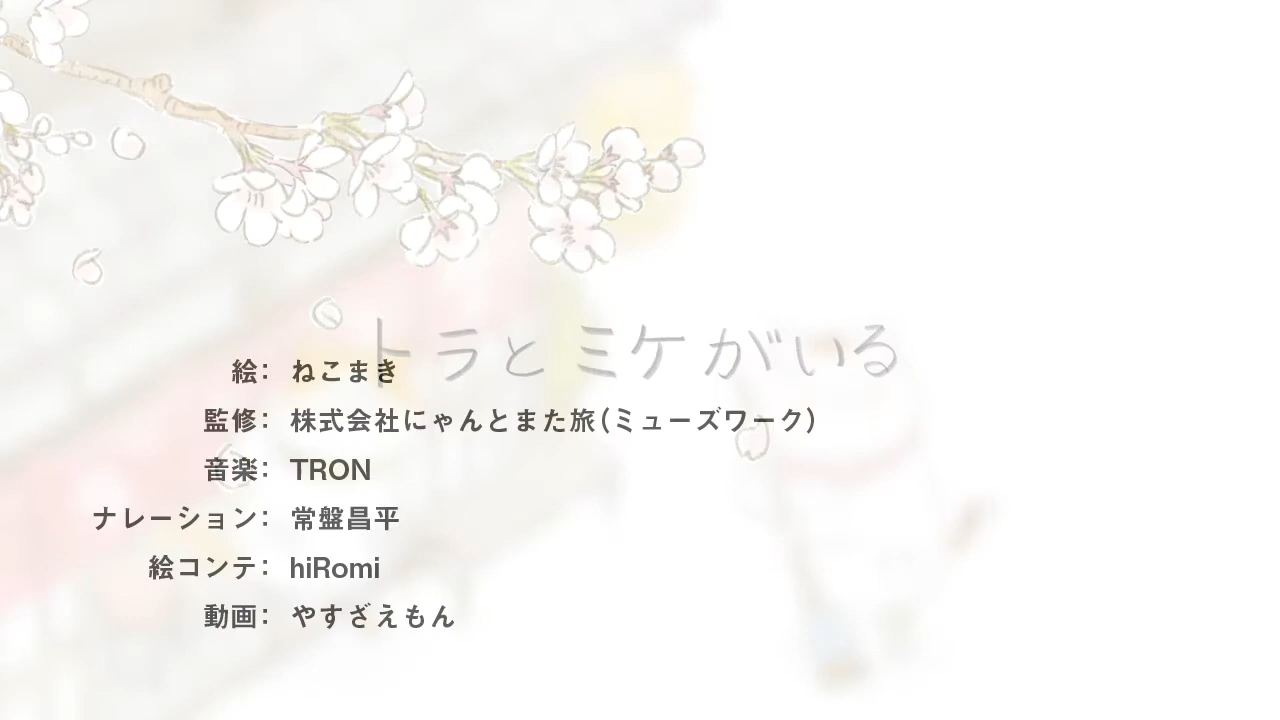 トラとミケがいる
絵： ねこまき
監修： 株式会社にゃんとまた旅(ミューズワーク)
音楽： TRON
ナレーション： 常盤昌平
絵コンテ： hiRomi
動画： やすざえもん